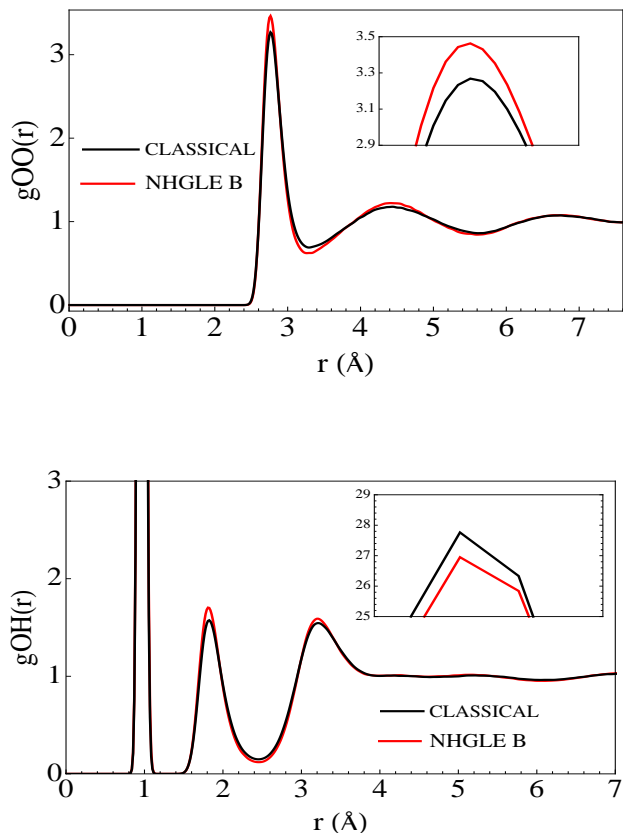 3.5
3.3
3.1
2.9
3
2
1
0
gOO(r)
CLASSICAL
NHGLE B
0 1 2 3 4 5 6 7
r (Å)
29
28
27
26
25
3
2
1
0
gOH(r)
CLASSICAL
NHGLE B
0 1 2 3 4 5 6 7
r (Å)